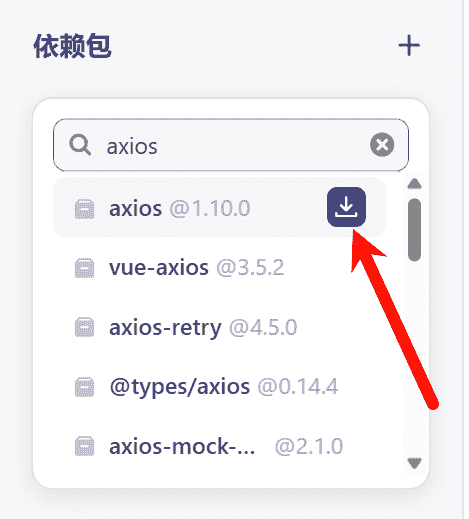 依赖包
axios
axios @1.10.0
vue-axios @3.5.2
axios-retry @4.5.0
@types/axios @0.14.4
axios-mock-... @2.1.0